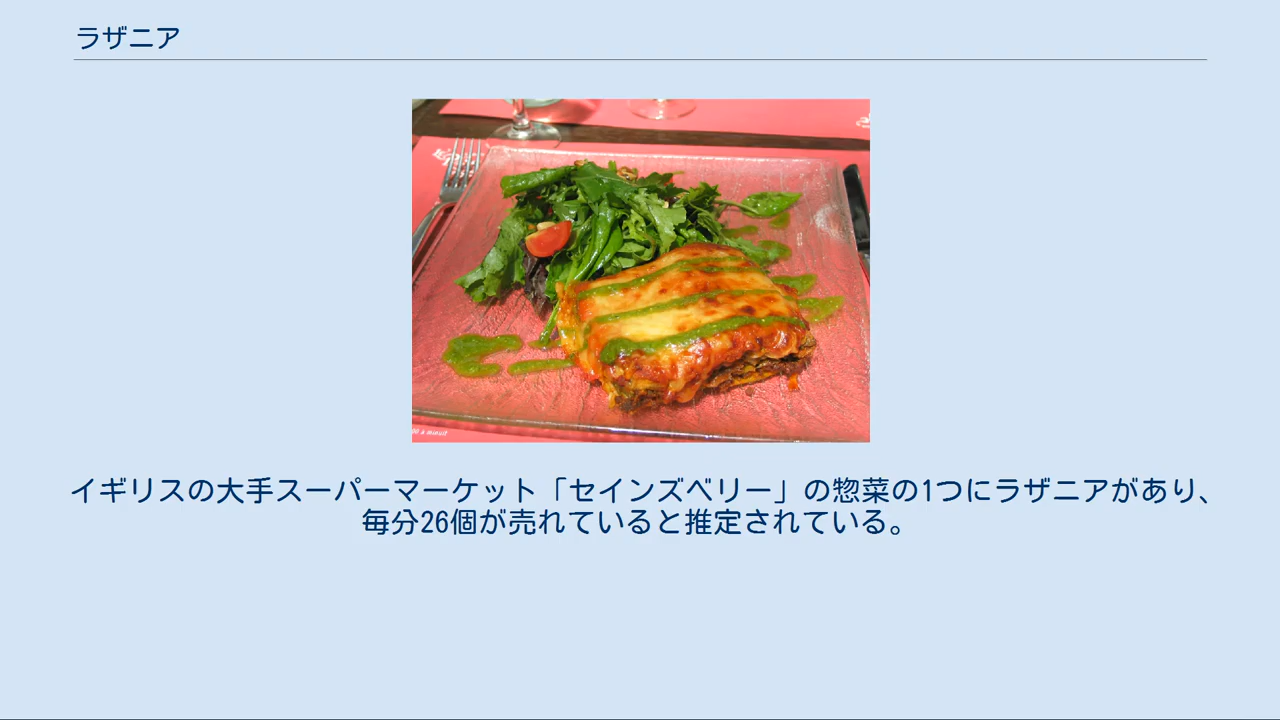 ラザニア
イギリスの大手スーパーマーケット「セインズベリー」の惣菜の1つにラザニアがあり、
毎分26個が売れていると推定されている。